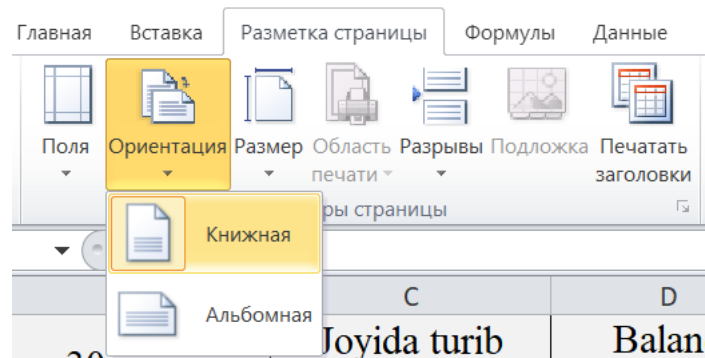 Главная Вставка Разметка страницы Формулы Данные
Поля Ориентация Размер Область печати Разрывы Подложка Печатать заголовки
ры страницы
Книжная
Альбомная
C D
Joyida turib Balan